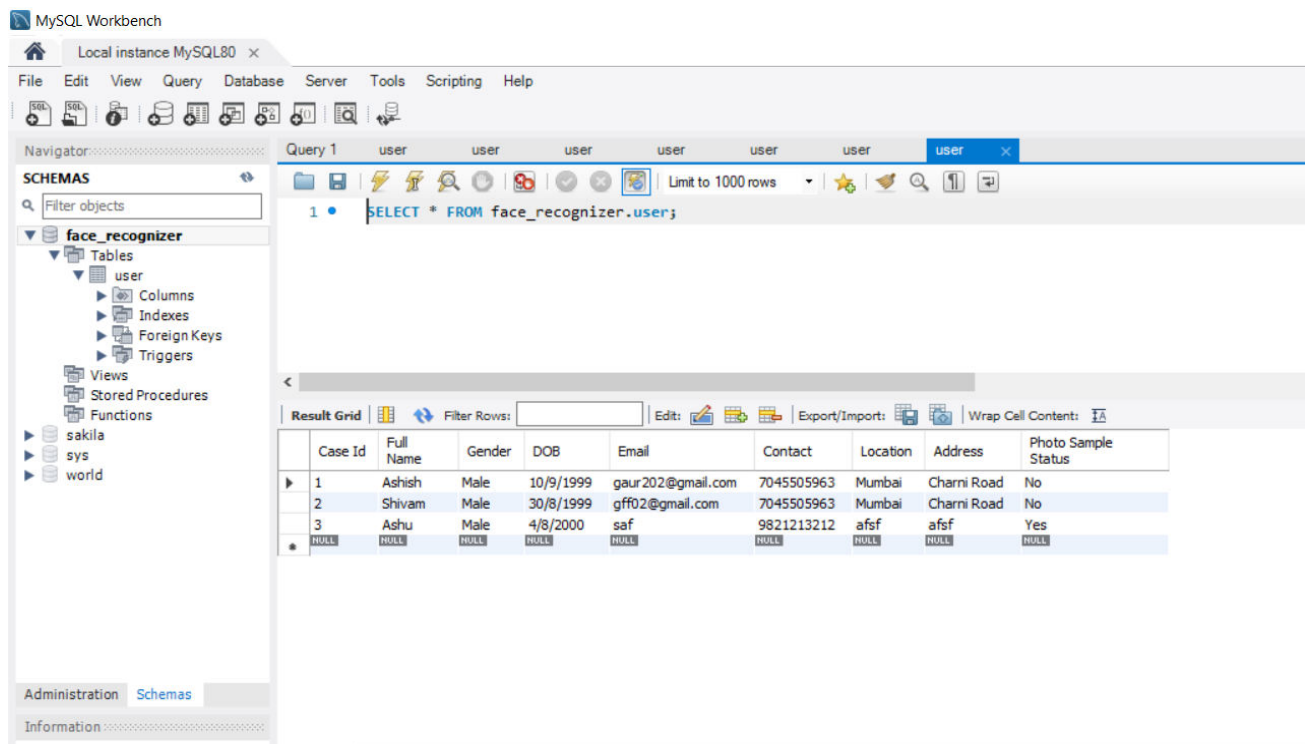 MySQL Workbench
Local instance MySQL80
File Edit View Query Database Server Tools Scripting Help
Navigator
SCHEMAS
Filter objects
face_recognizer
Tables
user
Columns
Indexes
Foreign Keys
Triggers
Views
Stored Procedures
Functions
sakila
sys
world
Administration Schemas
Information
Query 1 user user user user user user user
Limit to 1000 rows
1 SELECT * FROM face_recognizer.user;
Result Grid Filter Rows: Edit: Export/Import: Wrap Cell Content: IA
Case Id Full Name Gender DOB Email Contact Location Address Photo Sample Status
1 Ashish Male 10/9/1999 gaur202@gmail.com 7045505963 Mumbai Charni Road No
2 Shivam Male 30/8/1999 gff02@gmail.com 7045505963 Mumbai Charni Road No
3 Ashu Male 4/8/2000 saf 9821213212 afsf afsf Yes
NULL NULL NULL NULL NULL NULL NULL NULL NULL